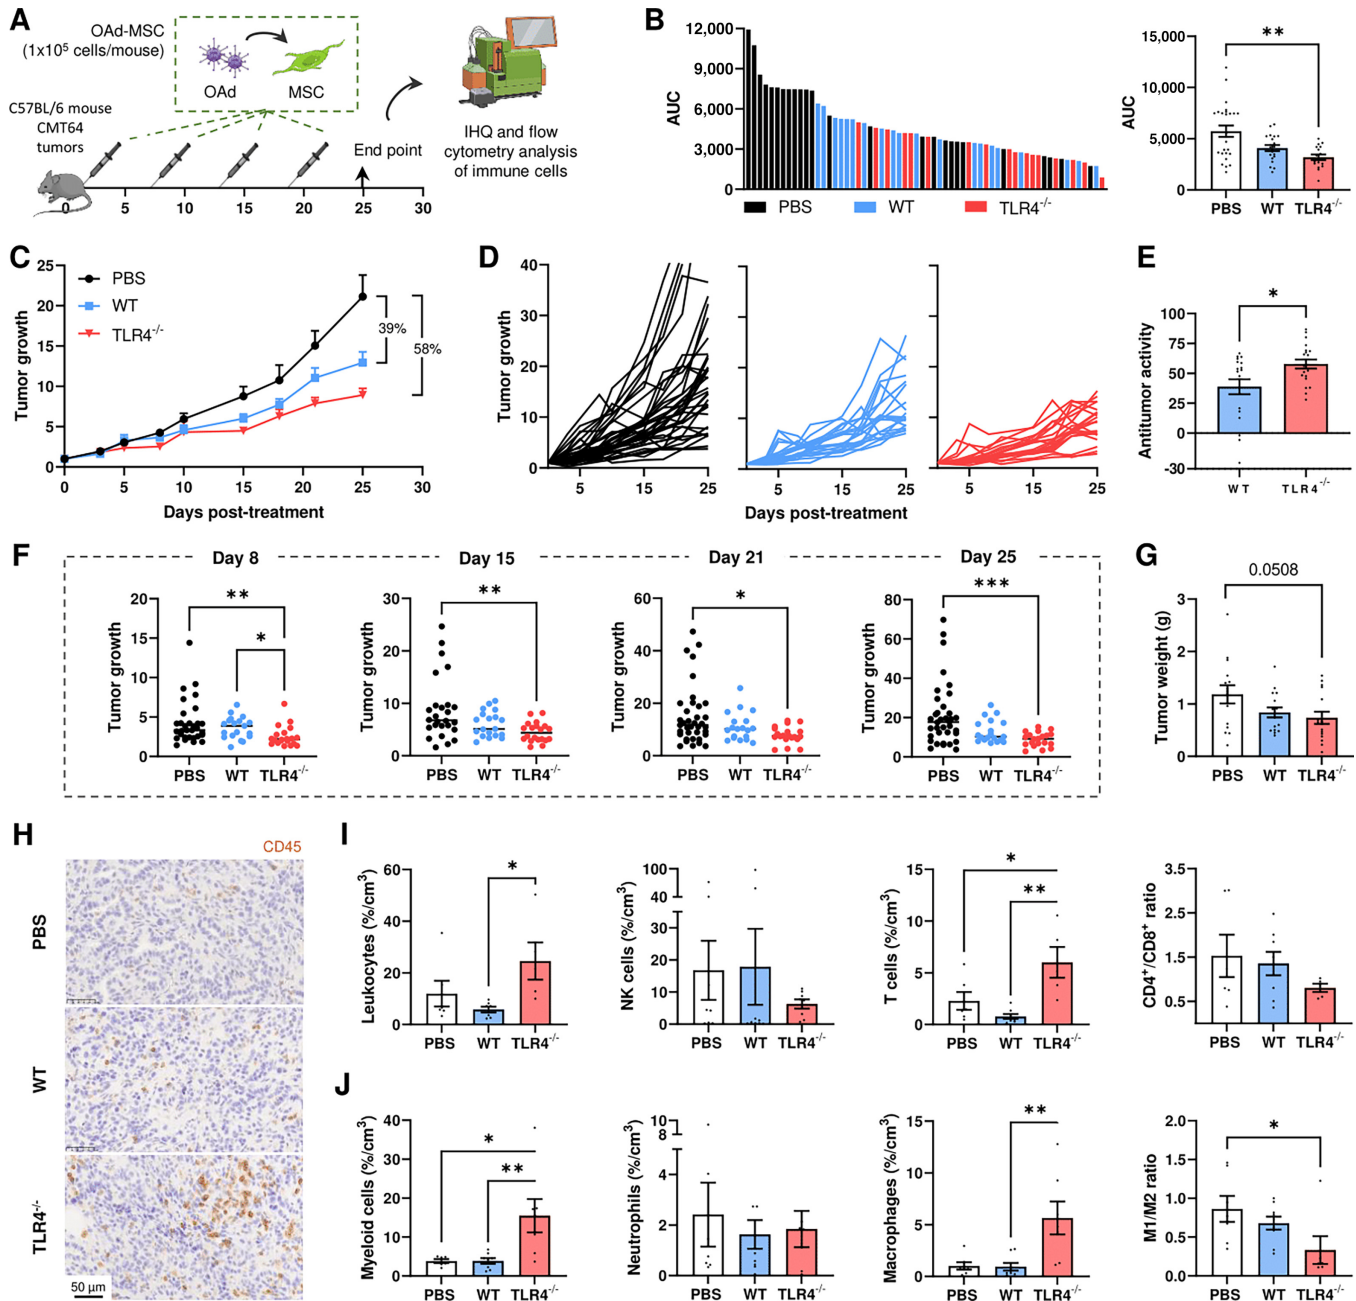 A
OAd-MSC
(1x10⁵ cells/mouse)
OAd
MSC
C57BL/6 mouse
CMT64
tumors
End point
IHQ and flow
cytometry analysis
of immune cells
0 5 10 15 20 25 30
B
AUC
12,000
9,000
6,000
3,000
0
PBS WT TLR4⁻/⁻
AUC
15,000
10,000
5,000
0
**
PBS WT TLR4⁻/⁻
C
Tumor growth
25
20
15
10
5
0
PBS
WT
TLR4⁻/⁻
39%
58%
0 5 10 15 20 25 30
Days post-treatment
D
Tumor growth
40
30
20
10
0
5 15 25
5 15 25
5 15 25
Days post-treatment
E
Antitumor activity
100
75
50
25
0
-30
*
WT TLR4⁻/⁻
F
Day 8
Tumor growth
20
15
10
5
0
**
*
PBS WT TLR4⁻/⁻
Day 15
Tumor growth
30
20
10
0
**
PBS WT TLR4⁻/⁻
Day 21
Tumor growth
60
40
20
0
*
PBS WT TLR4⁻/⁻
Day 25
Tumor growth
80
60
40
20
0
***
PBS WT TLR4⁻/⁻
G
Tumor weight (g)
3
2
1
0
0.0508
PBS WT TLR4⁻/⁻
H
CD45
PBS
WT
TLR4⁻/⁻
50 µm
I
Leukocytes (%/cm³)
60
40
20
0
*
PBS WT TLR4⁻/⁻
NK cells (%/cm³)
100
40
30
20
10
0
PBS WT TLR4⁻/⁻
T cells (%/cm³)
15
10
5
0
*
**
PBS WT TLR4⁻/⁻
CD4⁺/CD8⁺ ratio
3.5
2.5
1.5
0.5
PBS WT TLR4⁻/⁻
J
Myeloid cells (%/cm³)
40
30
20
10
0
*
**
PBS WT TLR4⁻/⁻
Neutrophils (%/cm³)
10
8
4
2
0
PBS WT TLR4⁻/⁻
Macrophages (%/cm³)
15
10
5
0
**
PBS WT TLR4⁻/⁻
M1/M2 ratio
2.0
1.5
1.0
0.5
0.0
*
PBS WT TLR4⁻/⁻